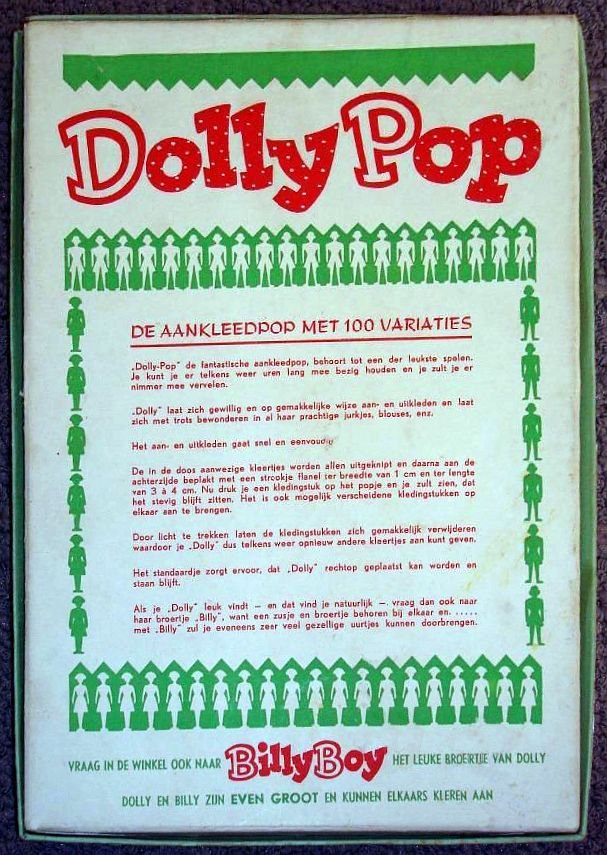 Dolly Pop
DE AANKLEEDPOP MET 100 VARIATIES
„Dolly-Pop" de fantastische aankleedpop, behoort tot een der leukste spelen.
Je kunt je er telkens weer uren lang mee bezig houden en je zult je er
nimmer mee vervelen.
„Dolly" laat zich gewillig en op gemakkelijke wijze aan- en uitkleden en laat
zich met trots bewonderen in al haar prachtige jurkjes, blouses, enz.
Het aan- en uitkleden gaat snel en eenvoudig
De in de doos aanwezige kleertjes worden allen uitgeknipt en daarna aan de
achterzijde beplakt met een strookje flanel ter breedte van 1 cm en ter lengte
van 3 à 4 cm. Nu druk je een kledingstuk op het popje en je zult zien, dat
het stevig blijft zitten. Het is ook mogelijk verscheidene kledingstukken op
elkaar aan te brengen.
Door licht te trekken laten de kledingstukken zich gemakkelijk verwijderen
waardoor je „Dolly" dus telkens weer opnieuw andere kleertjes aan kunt geven.
Het standaardje zorgt ervoor, dat „Dolly" rechtop geplaatst kan worden en
staan blijft.
Als je „Dolly" leuk vindt — en dat vind je natuurlijk — vraag dan ook naar
haar broertje „Billy", want een zusje en broertje behoren bij elkaar en. . . . . .
met „Billy" zul je eveneens zeer veel gezellige uurtjes kunnen doorbrengen.
VRAAG IN DE WINKEL OOK NAAR Billy Boy HET LEUKE BROERTJE VAN DOLLY
DOLLY EN BILLY ZIJN EVEN GROOT EN KUNNEN ELKAARS KLEREN AAN